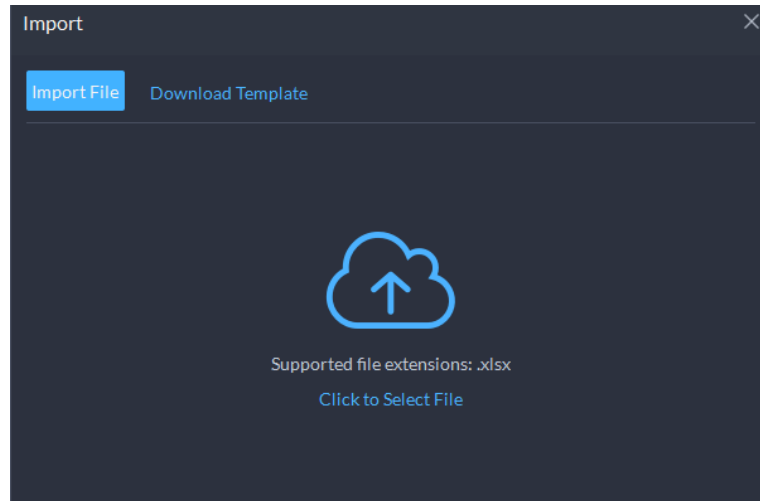 Import
Import File
Download Template
Supported file extensions: .xlsx
Click to Select File